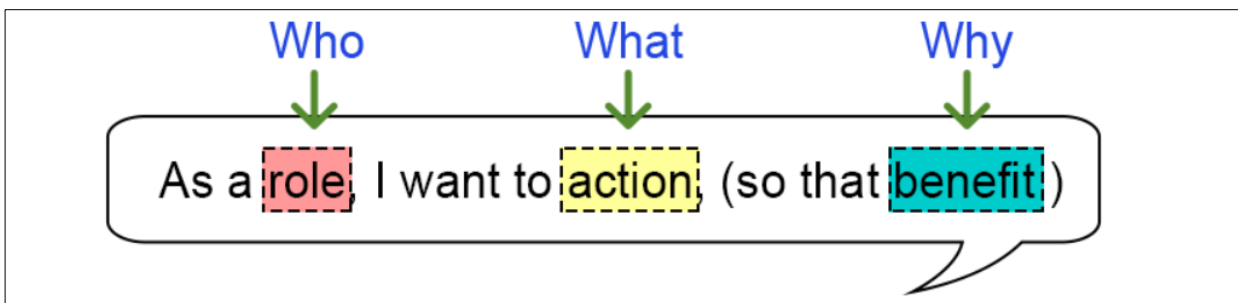 Who What Why
As a role, I want to action, (so that benefit )